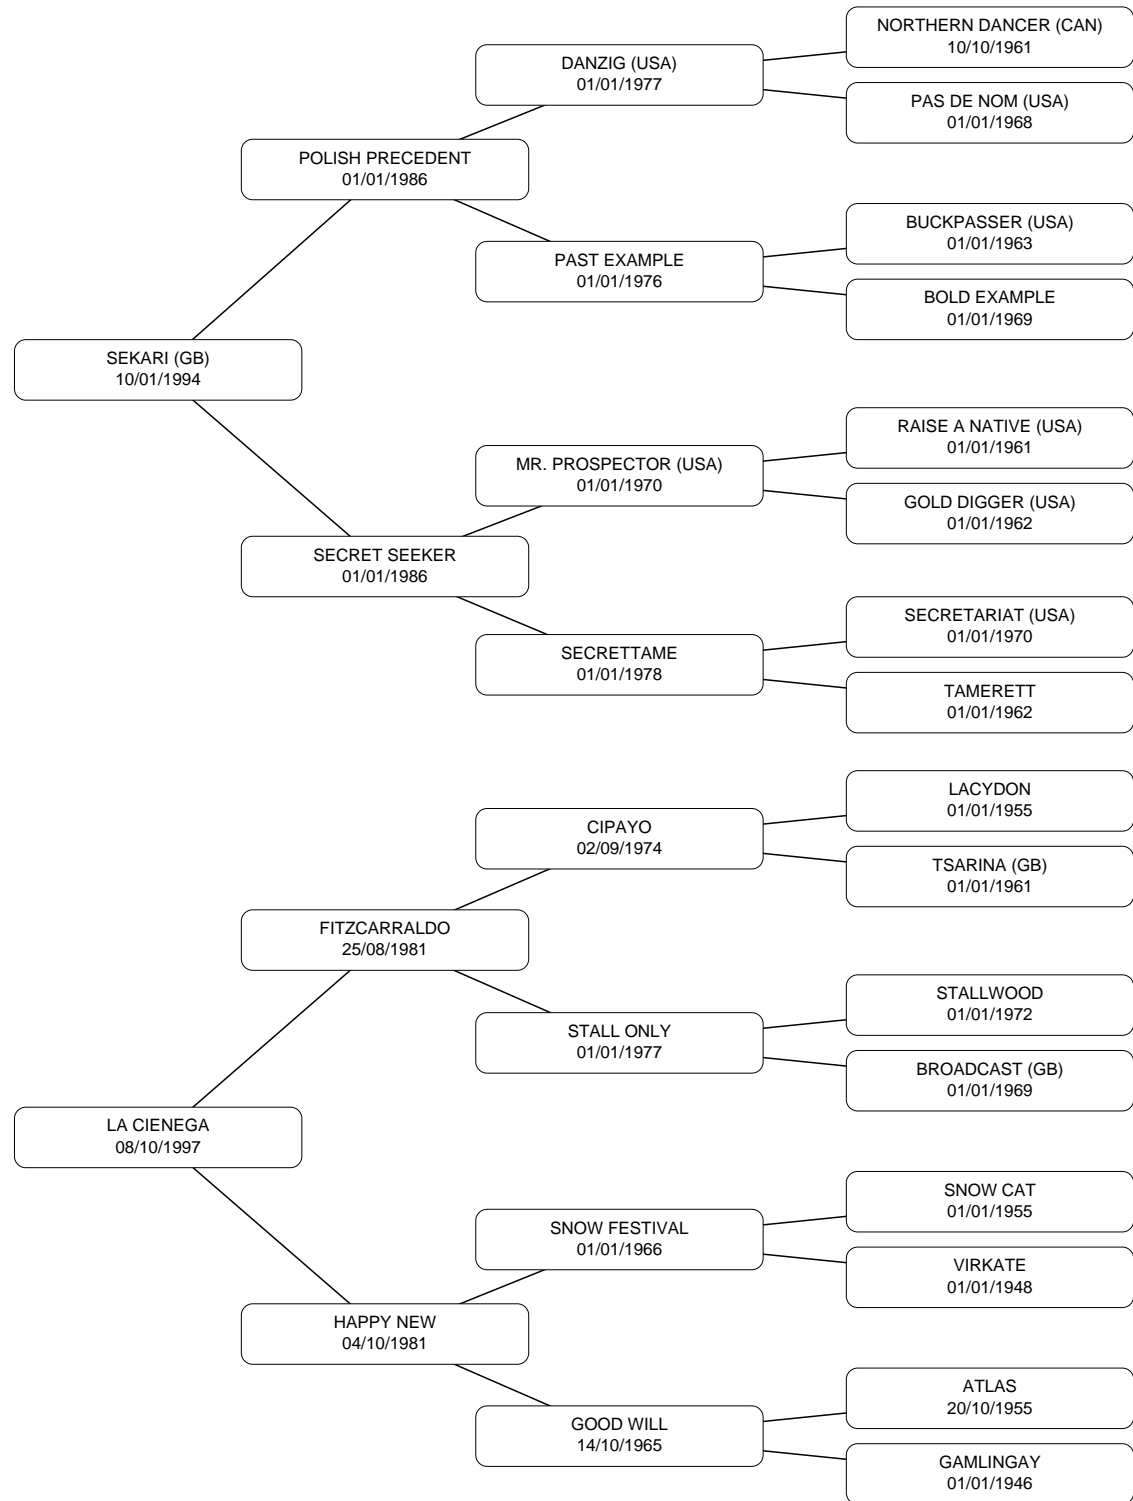 NORTHERN DANCER (CAN)
10/10/1961
DANZIG (USA)
01/01/1977
PAS DE NOM (USA)
01/01/1968
POLISH PRECEDENT
01/01/1986
BUCKPASSER (USA)
01/01/1963
PAST EXAMPLE
01/01/1976
BOLD EXAMPLE
01/01/1969
SEKARI (GB)
10/01/1994
RAISE A NATIVE (USA)
01/01/1961
MR. PROSPECTOR (USA)
01/01/1970
GOLD DIGGER (USA)
01/01/1962
SECRET SEEKER
01/01/1986
SECRETARIAT (USA)
01/01/1970
SECRETTAME
01/01/1978
TAMERETT
01/01/1962
LACYDON
01/01/1955
CIPAYO
02/09/1974
TSARINA (GB)
01/01/1961
FITZCARRALDO
25/08/1981
STALLWOOD
01/01/1972
STALL ONLY
01/01/1977
BROADCAST (GB)
01/01/1969
LA CIENEGA
08/10/1997
SNOW CAT
01/01/1955
SNOW FESTIVAL
01/01/1966
VIRKATE
01/01/1948
HAPPY NEW
04/10/1981
ATLAS
20/10/1955
GOOD WILL
14/10/1965
GAMLINGAY
01/01/1946